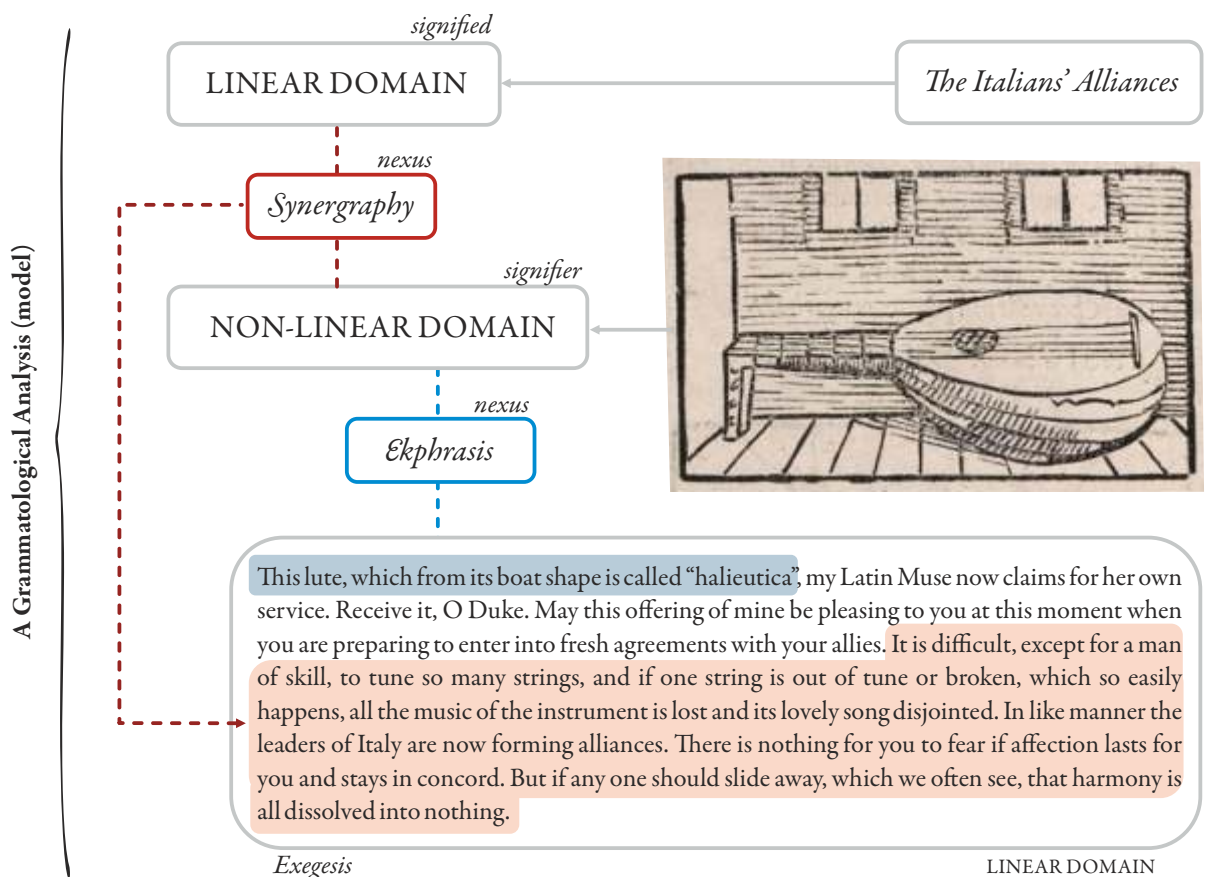 signified
LINEAR DOMAIN
The Italians’ Alliances
nexus
Synergraphy
signifier
NON-LINEAR DOMAIN
nexus
Ekphrasis
A Grammatological Analysis (model)
This lute, which from its boat shape is called “halieutica”, my Latin Muse now claims for her own
service. Receive it, O Duke. May this offering of mine be pleasing to you at this moment when
you are preparing to enter into fresh agreements with your allies. It is difficult, except for a man
of skill, to tune so many strings, and if one string is out of tune or broken, which so easily
happens, all the music of the instrument is lost and its lovely song disjointed. In like manner the
leaders of Italy are now forming alliances. There is nothing for you to fear if affection lasts for
you and stays in concord. But if any one should slide away, which we often see, that harmony is
all dissolved into nothing.
Exegesis
LINEAR DOMAIN